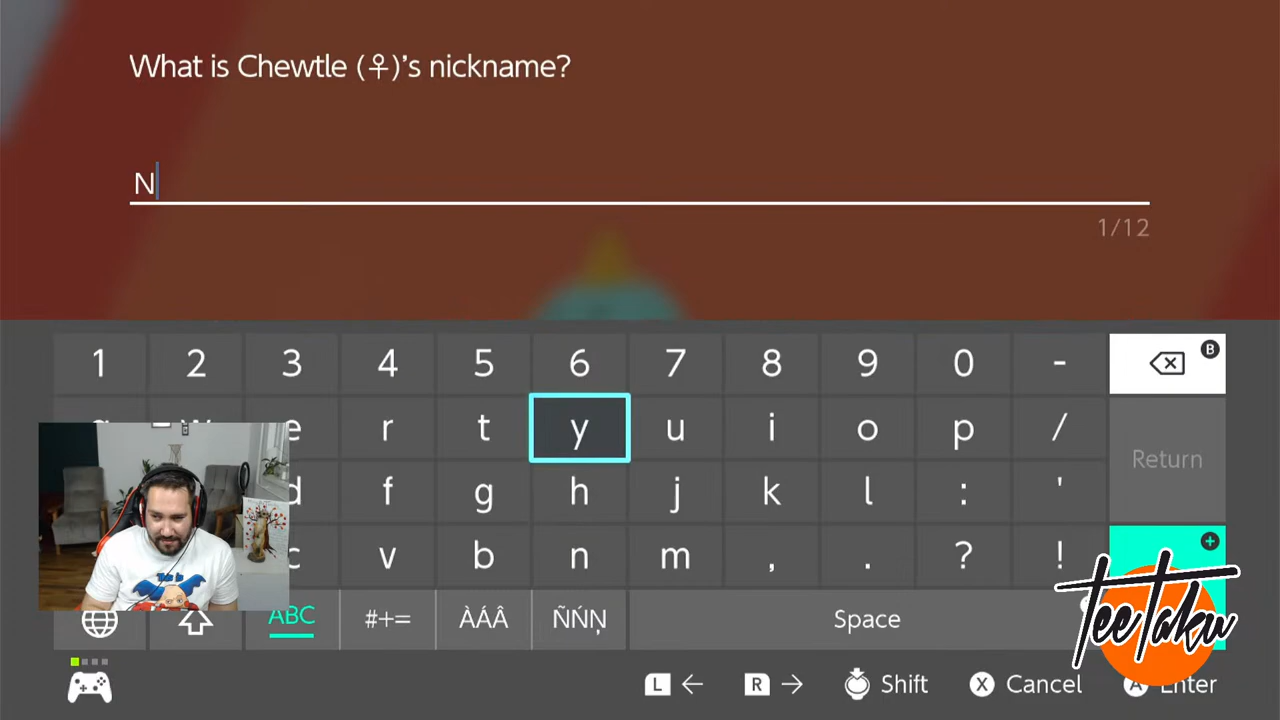 What is Chewtle (♀)'s nickname?
N
1/12
1 2 3 4 5 6 7 8 9 0 - B
e r t y u i o p /
Return
d f g h j k l : '
c v b n m , . ? ! +
ABC #+= ÀÁÂ ÑŃŅ Space
TeeTaku
L ← R → Shift X Cancel A Enter